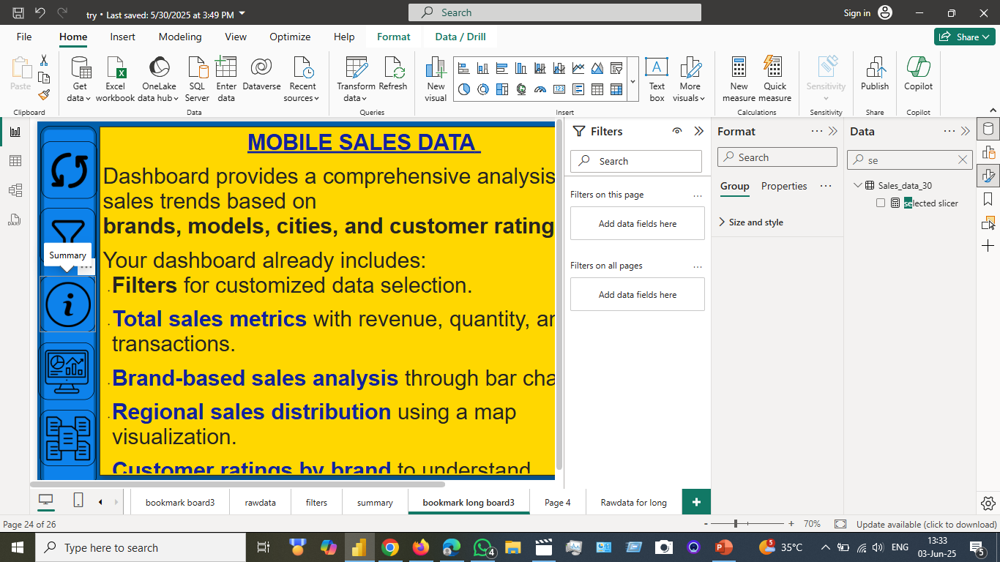 try • Last saved: 5/30/2025 at 3:49 PM
Search
Sign in
File
Home
Insert
Modeling
View
Optimize
Help
Format
Data / Drill
Share
Paste
Get data
Excel workbook
OneLake data hub
SQL Server
Enter data
Dataverse
Recent sources
Transform data
Refresh
New visual
123
Text box
More visuals
New measure
Quick measure
Sensitivity
Publish
Copilot
Clipboard
Data
Queries
Insert
Calculations
Sensitivity
Share
Copilot
DAX
MOBILE SALES DATA
Dashboard provides a comprehensive analysis
sales trends based on
brands, models, cities, and customer rating
Summary
Your dashboard already includes:
Filters for customized data selection.
Total sales metrics with revenue, quantity, an
transactions.
Brand-based sales analysis through bar cha
Regional sales distribution using a map
visualization.
Customer ratings by brand to understand
Filters
Search
Filters on this page
...
Add data fields here
Filters on all pages
...
Add data fields here
Format
Search
Group
Properties
Size and style
Data
se
Sales_data_30
selected slicer
bookmark board3
rawdata
filters
summary
bookmark long board3
Page 4
Rawdata for long
Page 24 of 26
70%
Update available (click to download)
Type here to search
4
5
35°C
ENG
13:33
03-Jun-25
5